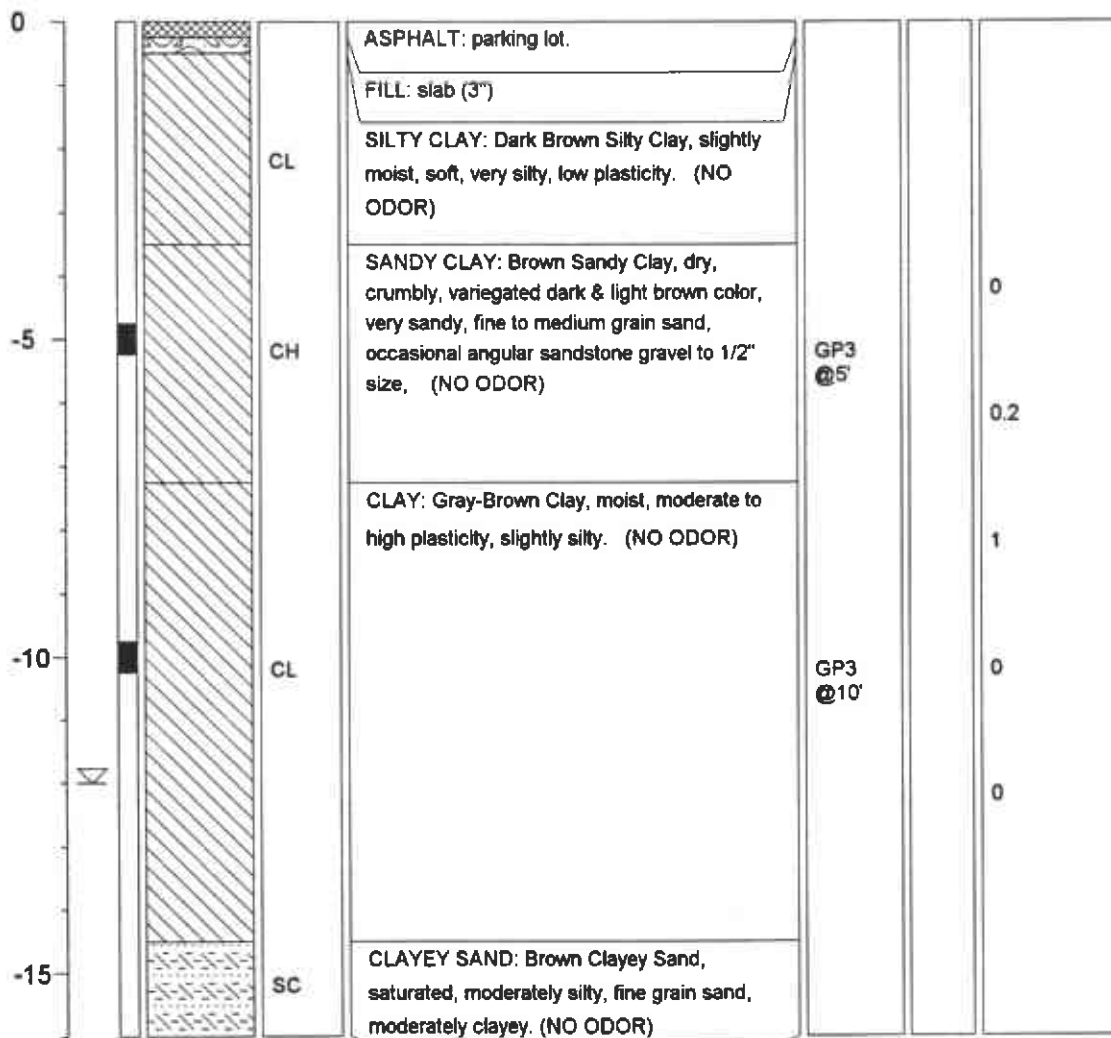 0
ASPHALT: parking lot.
FILL: slab (3")
CL
SILTY CLAY: Dark Brown Silty Clay, slightly
moist, soft, very silty, low plasticity. (NO
ODOR)
SANDY CLAY: Brown Sandy Clay, dry,
crumbly, variegated dark & light brown color,
very sandy, fine to medium grain sand,
occasional angular sandstone gravel to 1/2"
size, (NO ODOR)
0
-5
CH
GP3
@5'
0.2
CLAY: Gray-Brown Clay, moist, moderate to
high plasticity, slightly silty. (NO ODOR)
1
-10
CL
GP3
@10'
0
0
-15
SC
CLAYEY SAND: Brown Clayey Sand,
saturated, moderately silty, fine grain sand,
moderately clayey. (NO ODOR)